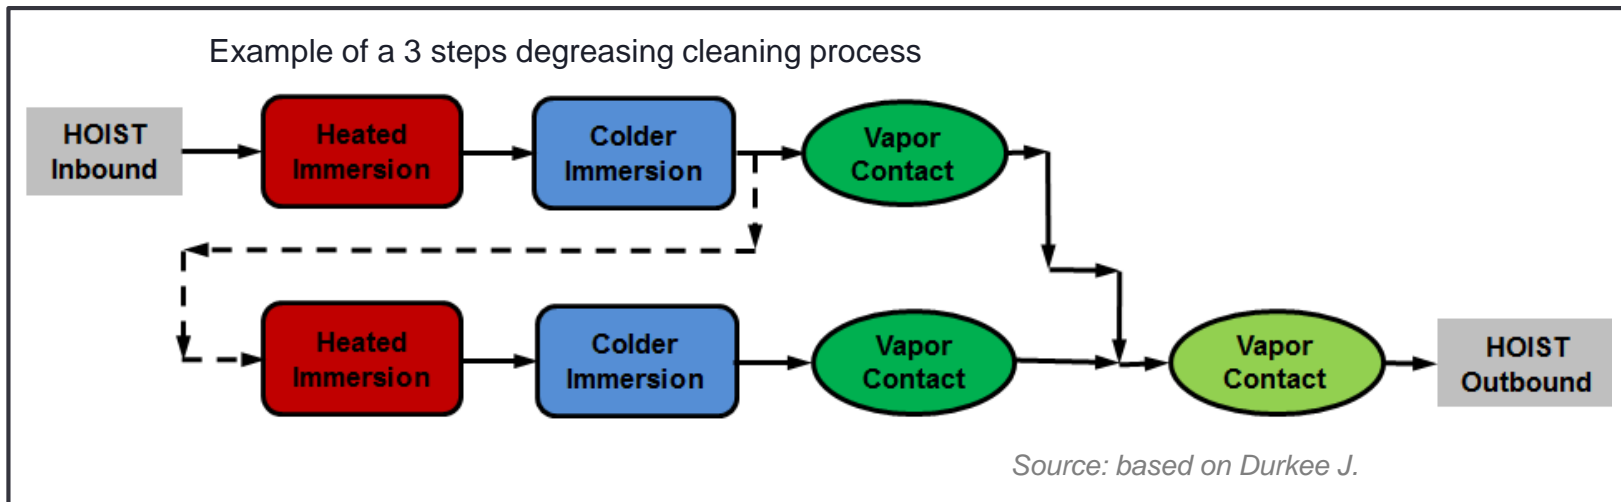 Example of a 3 steps degreasing cleaning process
HOIST
Inbound
Heated
Immersion
Colder
Immersion
Vapor
Contact
Heated
Immersion
Colder
Immersion
Vapor
Contact
Vapor
Contact
HOIST
Outbound
Source: based on Durkee J.